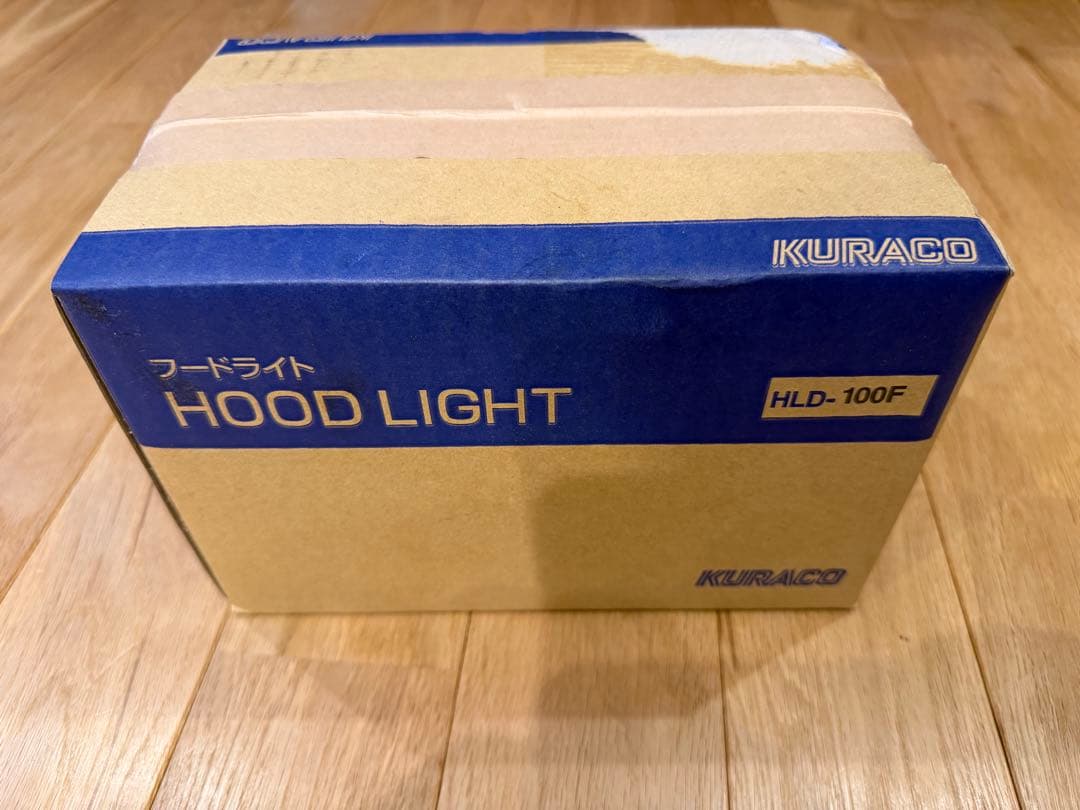 KURACO
フードライト
HOOD LIGHT
HLD-100F
KURACO